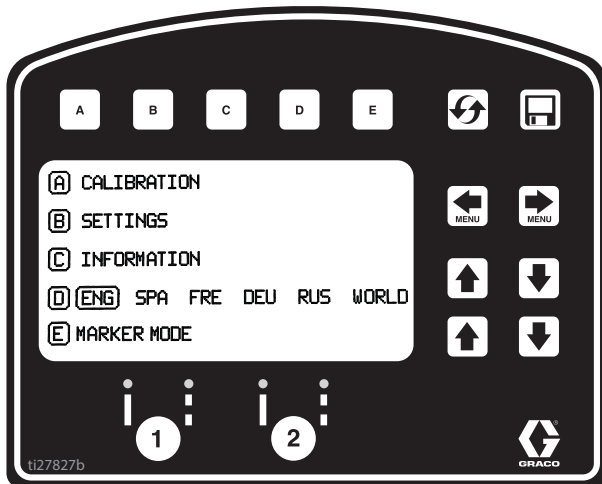 A B C D E
A CALIBRATION
B SETTINGS
C INFORMATION
D ENG SPA FRE DEU RUS WORLD
E MARKER MODE
MENU MENU
1 2
ti27827b
GRACO